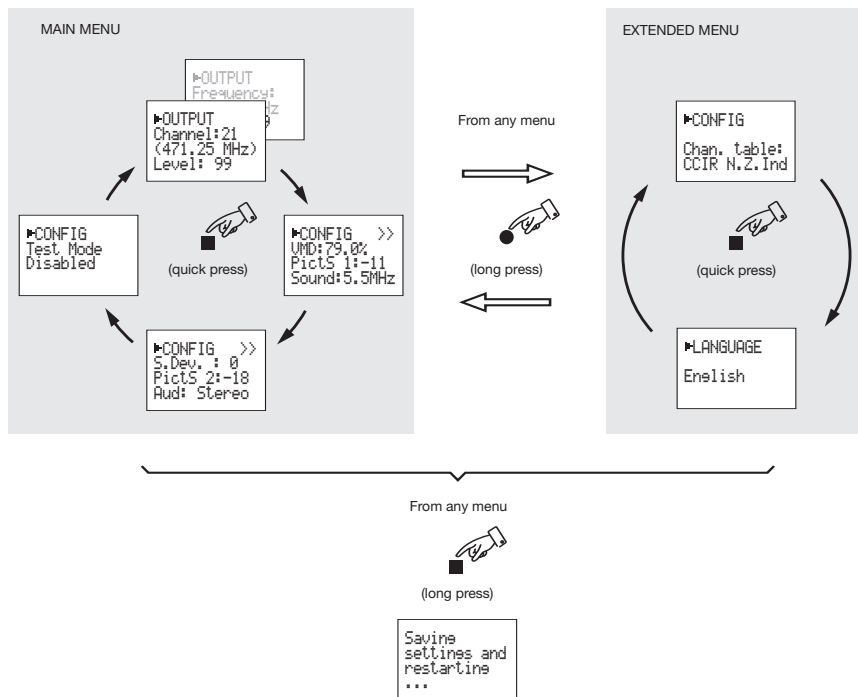 MAIN MENU
►OUTPUT
Frequency:
Hz
9
►OUTPUT
Channel:21
(471.25 MHz)
Level: 99
►CONFIG
Test Mode
Disabled
(quick press)
►CONFIG >>
VMD:79.0%
PictS 1:-11
Sound:5.5MHz
►CONFIG >>
S.Dev. : 0
PictS 2:-18
Aud: Stereo
From any menu
(long press)
EXTENDED MENU
►CONFIG
Chan. table:
CCIR N.Z.Ind
(quick press)
►LANGUAGE
English
From any menu
(long press)
Saving
settings and
restarting
...